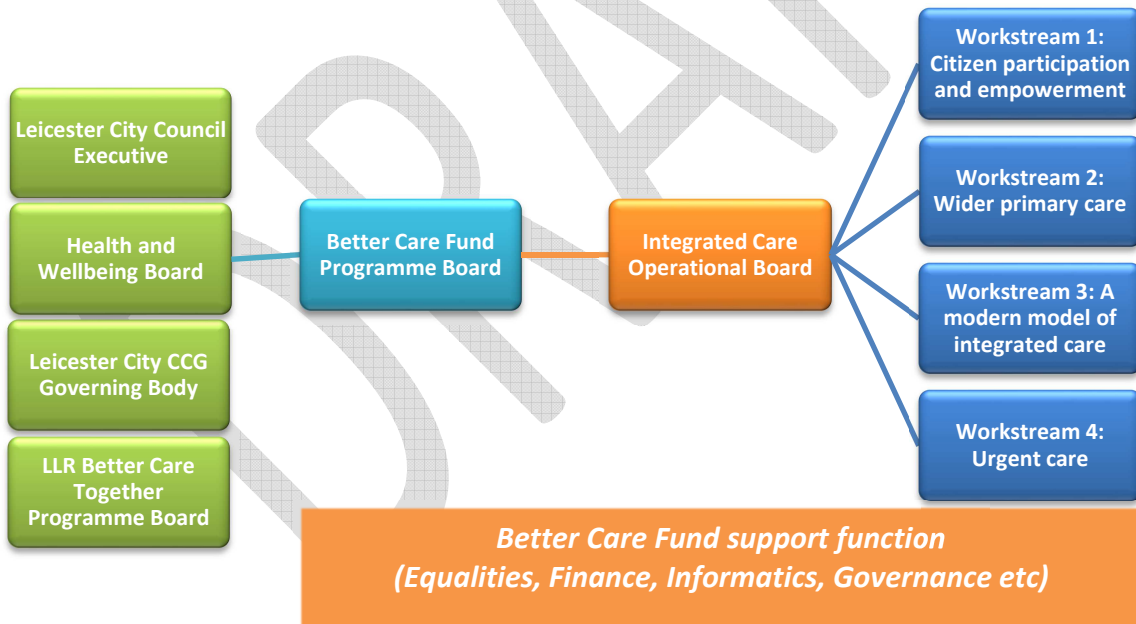 Leicester City Council
Executive
Health and
Wellbeing Board
Leicester City CCG
Governing Body
LLR Better Care
Together
Programme Board
Better Care Fund
Programme Board
Integrated Care
Operational Board
Workstream 1:
Citizen participation
and empowerment
Workstream 2:
Wider primary care
Workstream 3: A
modern model of
integrated care
Workstream 4:
Urgent care
Better Care Fund support function
(Equalities, Finance, Informatics, Governance etc)